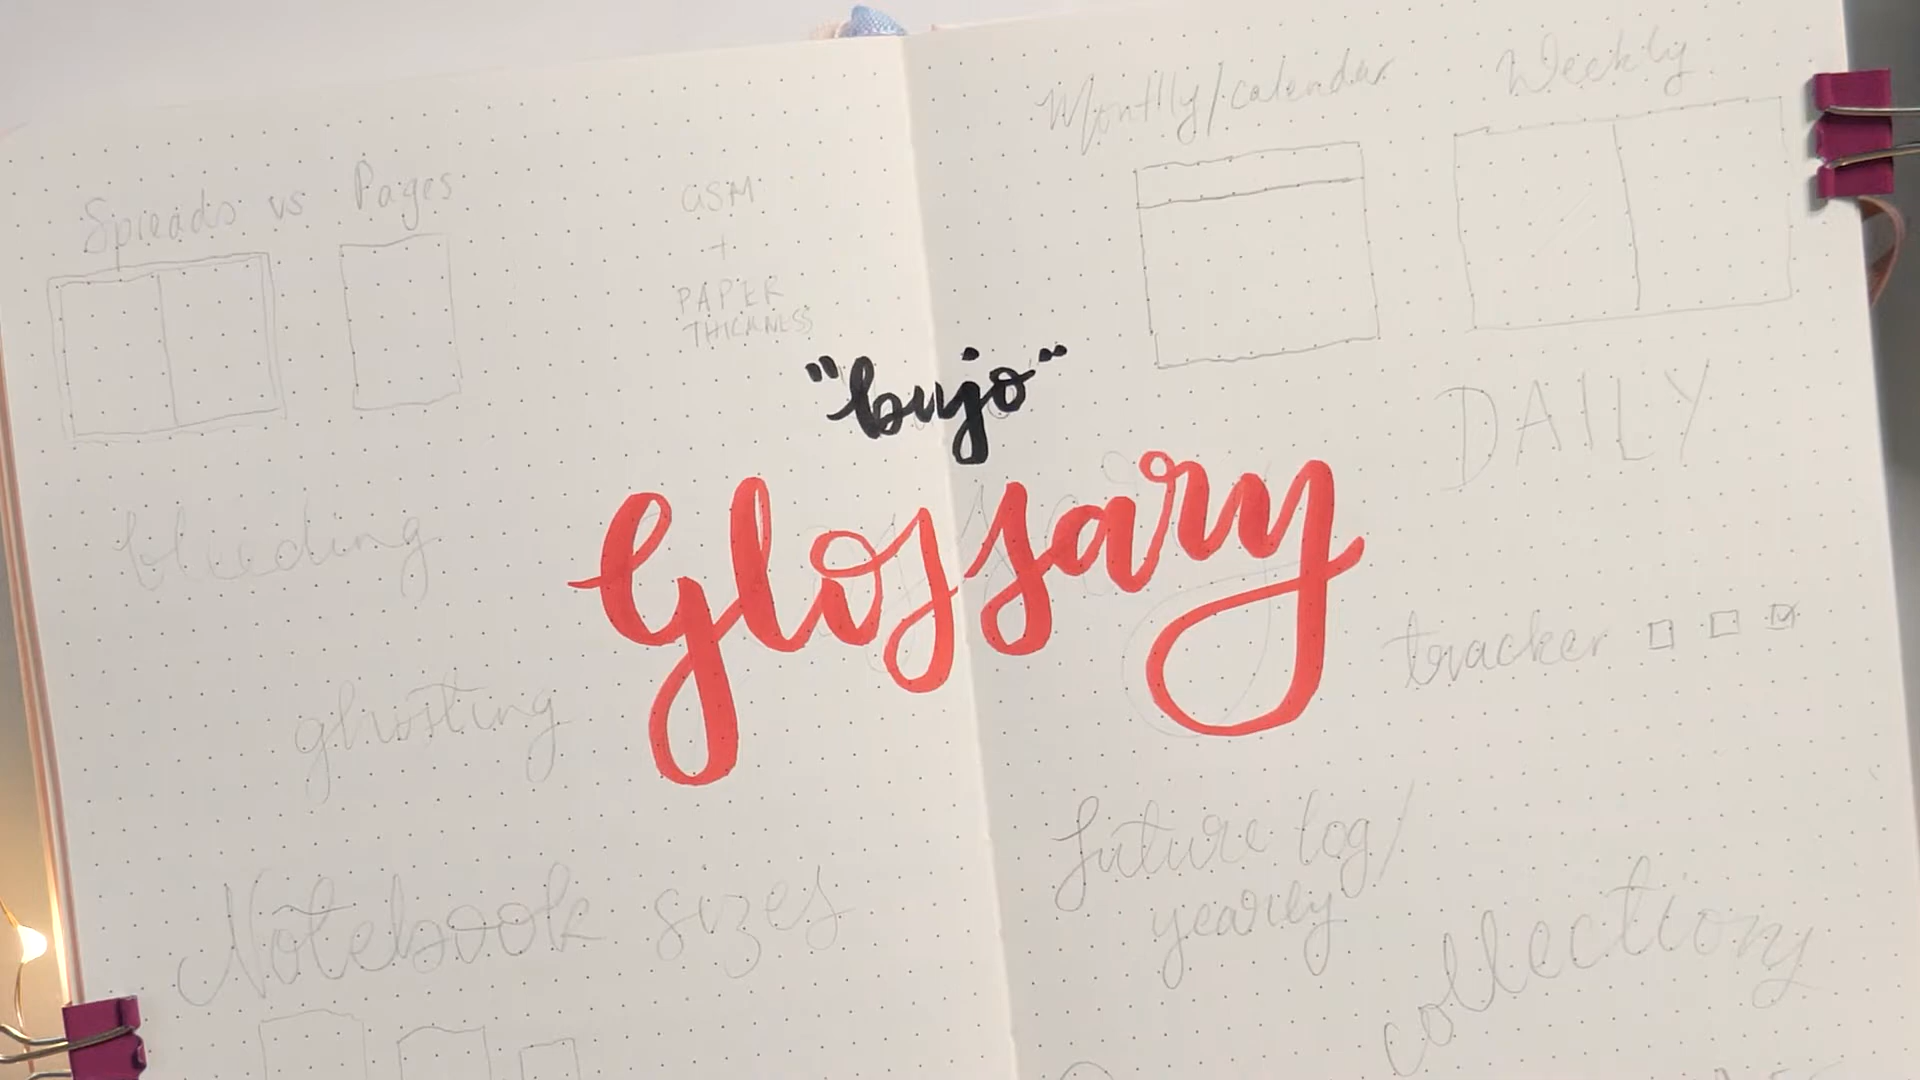 Spreads vs Pages
GSM
+
PAPER
THICKNESS
bleeding
ghosting
Notebook sizes
"bujo"
Glossary
Monthly/calendar
Weekly
DAILY
tracker
future log/
yearly
collections